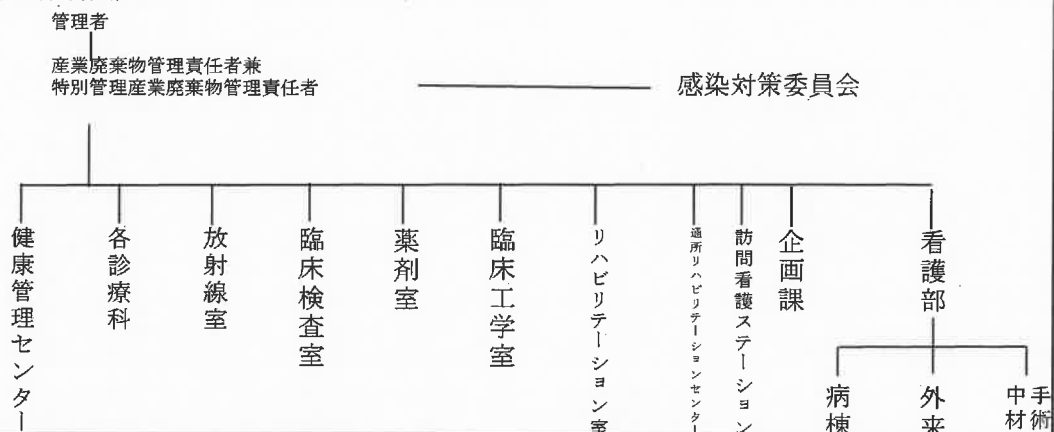 管理者
産業廃棄物管理責任者兼
特別管理産業廃棄物管理責任者
感染対策委員会
健康管理センター
各診療科
放射線室
臨床検査室
薬剤室
臨床工学室
リハビリテーション室
通所リハビリテーションセンター
訪問看護ステーション
企画課
看護部
病棟
外来
手術
中材